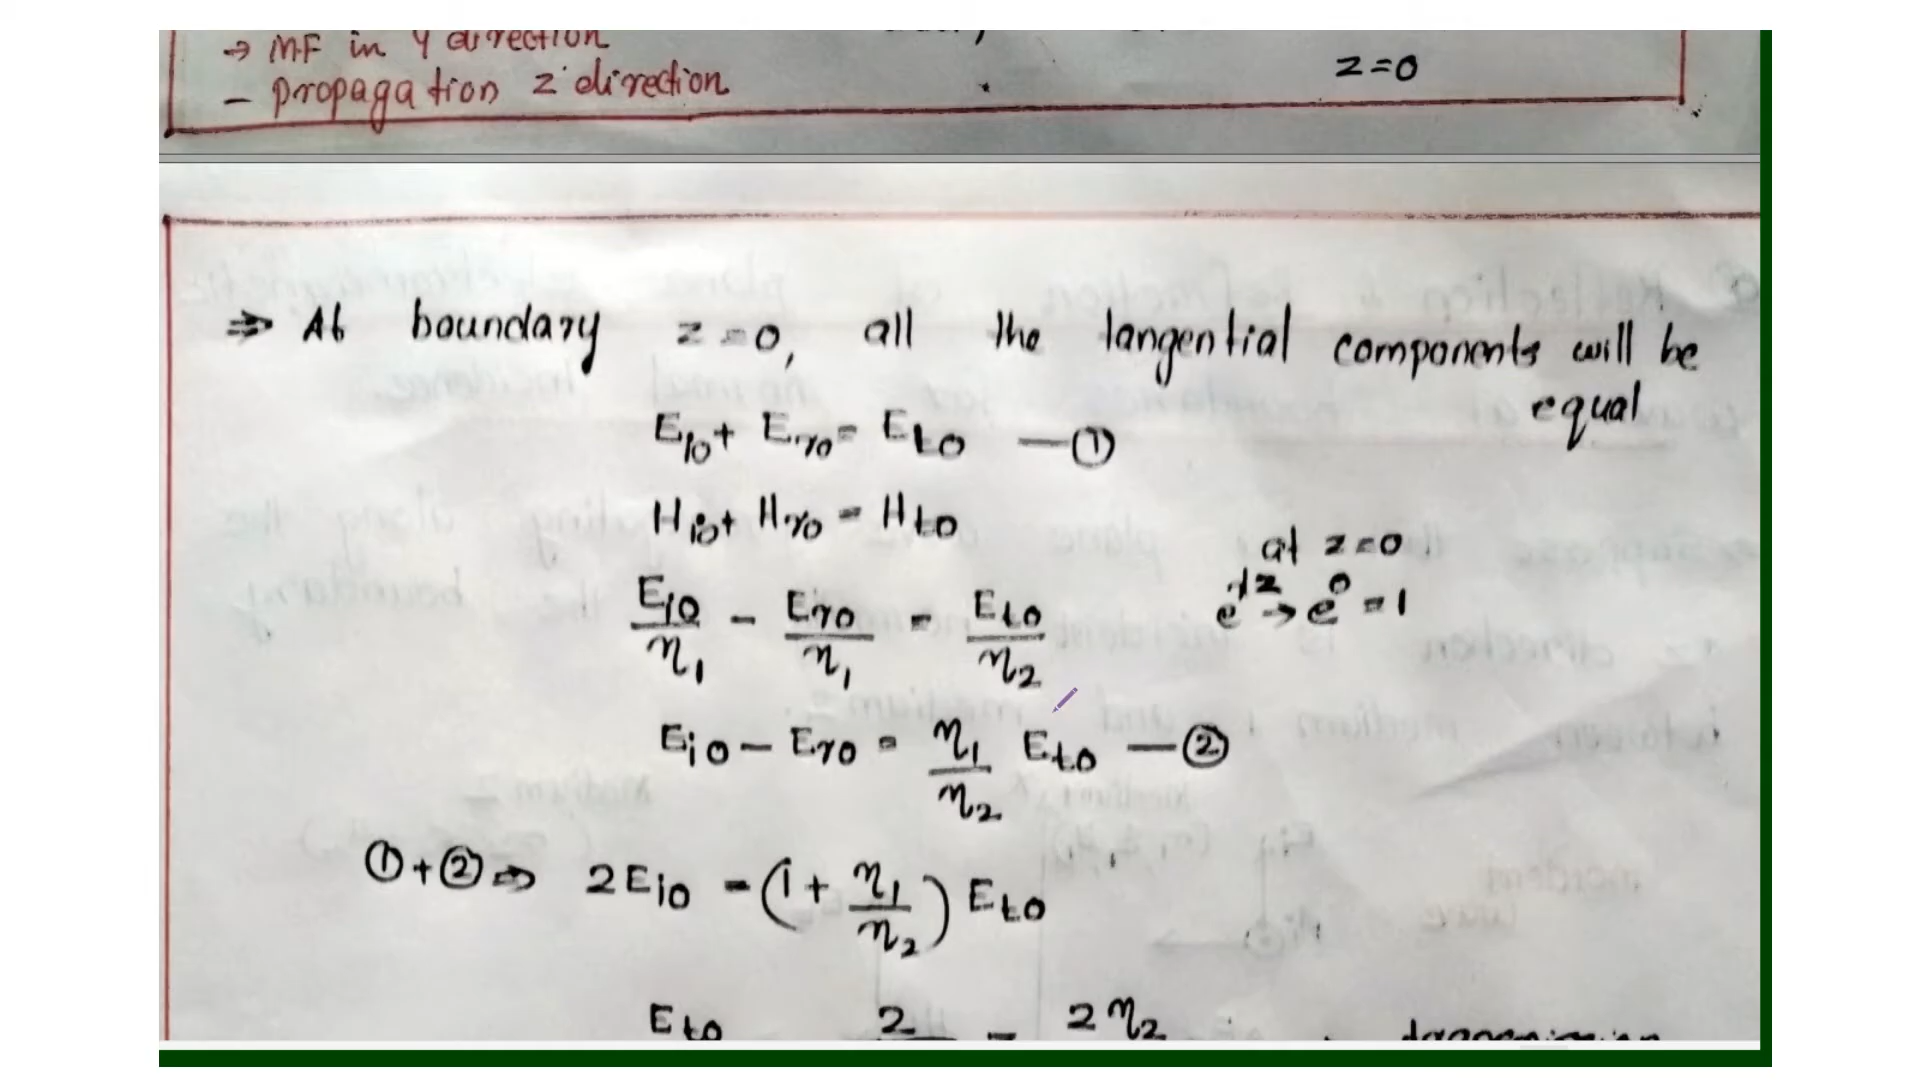 → MF in Y direction
- propagation z direction
z=0
⇒ At boundary z=0, all the tangential components will be
equal
Ei0 + Er0 = Et0 — ①
Hi0 + Hr0 = Ht0
at z=0
Ei0/η1 - Er0/η1 = Et0/η2
e^αz → e^0 = 1
Ei0 - Er0 = η1/η2 Et0 — ②
①+② ⇒ 2Ei0 = (1 + η1/η2) Et0
Et0 2 = 2η2